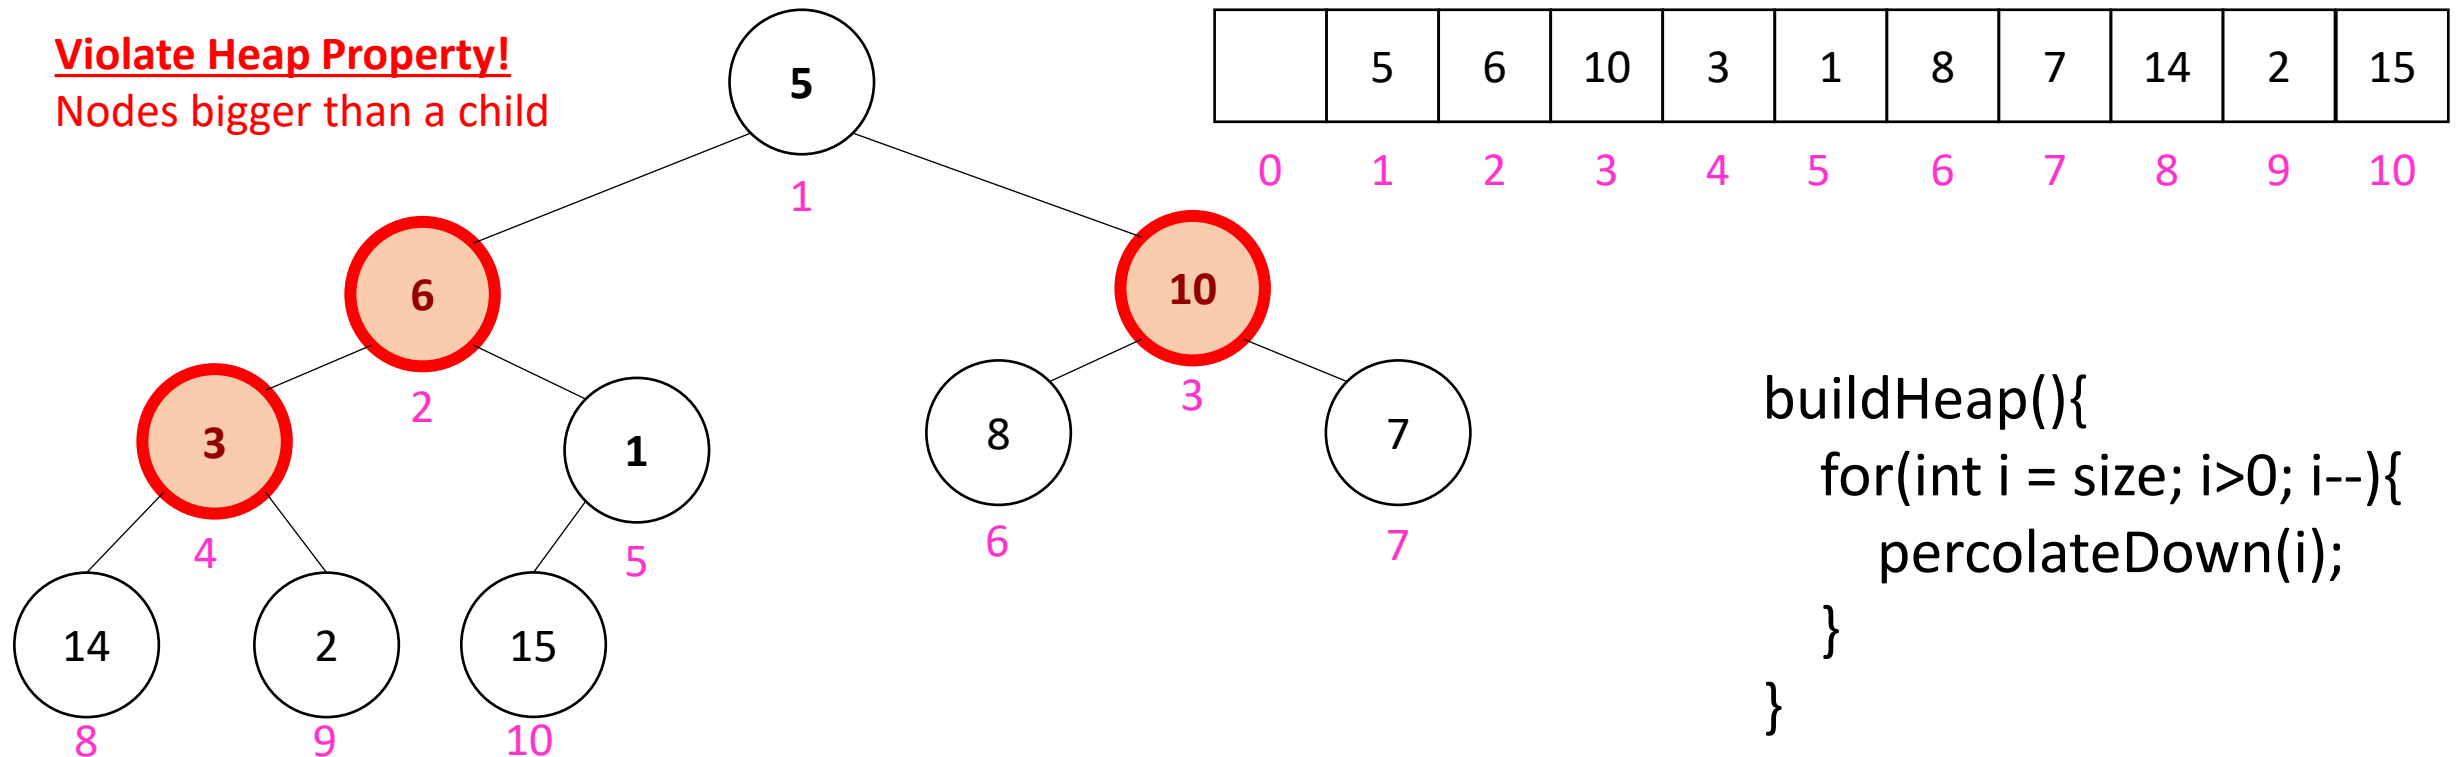 Violate Heap Property!
Nodes bigger than a child
5 6 10 3 1 8 7 14 2 15
0 1 2 3 4 5 6 7 8 9 10
5
1
6 10
2 3
3 1 8 7
4 5 6 7
14 2 15
8 9 10
buildHeap(){
for(int i = size; i>0; i--){
percolateDown(i);
}
}